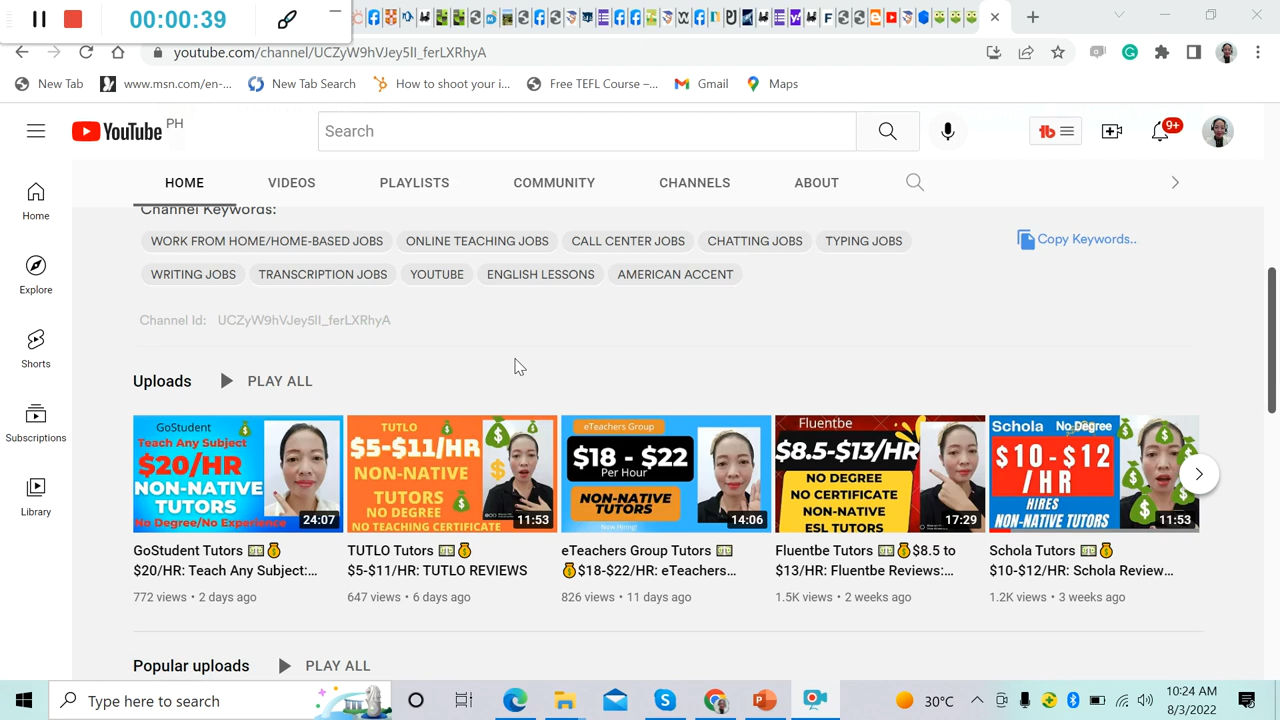 00:00:39
youtube.com/channel/UCZyW9hVJey5lI_ferLXRhyA
New Tab
www.msn.com/en-...
New Tab Search
How to shoot your i...
Free TEFL Course –...
Gmail
Maps
YouTube PH
Search
9+
HOME
VIDEOS
PLAYLISTS
COMMUNITY
CHANNELS
ABOUT
Home
Explore
Shorts
Subscriptions
Library
Channel Keywords:
WORK FROM HOME/HOME-BASED JOBS
ONLINE TEACHING JOBS
CALL CENTER JOBS
CHATTING JOBS
TYPING JOBS
Copy Keywords..
WRITING JOBS
TRANSCRIPTION JOBS
YOUTUBE
ENGLISH LESSONS
AMERICAN ACCENT
Channel Id: UCZyW9hVJey5lI_ferLXRhyA
Uploads
PLAY ALL
GoStudent
Teach Any Subject
$20/HR
NON-NATIVE
TUTORS
No Degree/No Experience
24:07
TUTLO
$5-$11/HR
NON-NATIVE
TUTORS
NO DEGREE
NO TEACHING CERTIFICATE
11:53
eTeachers Group
$18 - $22
Per Hour
NON-NATIVE
TUTORS
Now Hiring!
14:06
Fluentbe
$8.5-$13/HR
NO DEGREE
NO CERTIFICATE
NON-NATIVE
ESL TUTORS
17:29
Schola
No Degree
$10-$12
/HR
HIRES
NON-NATIVE TUTORS
11:53
GoStudent Tutors 💵💰
$20/HR: Teach Any Subject:...
772 views • 2 days ago
TUTLO Tutors 💵💰
$5-$11/HR: TUTLO REVIEWS
647 views • 6 days ago
eTeachers Group Tutors 💵
💰$18-$22/HR: eTeachers...
826 views • 11 days ago
Fluentbe Tutors 💵💰$8.5 to
$13/HR: Fluentbe Reviews:...
1.5K views • 2 weeks ago
Schola Tutors 💵💰
$10-$12/HR: Schola Review...
1.2K views • 3 weeks ago
Popular uploads
PLAY ALL
Type here to search
30°C
10:24 AM
8/3/2022